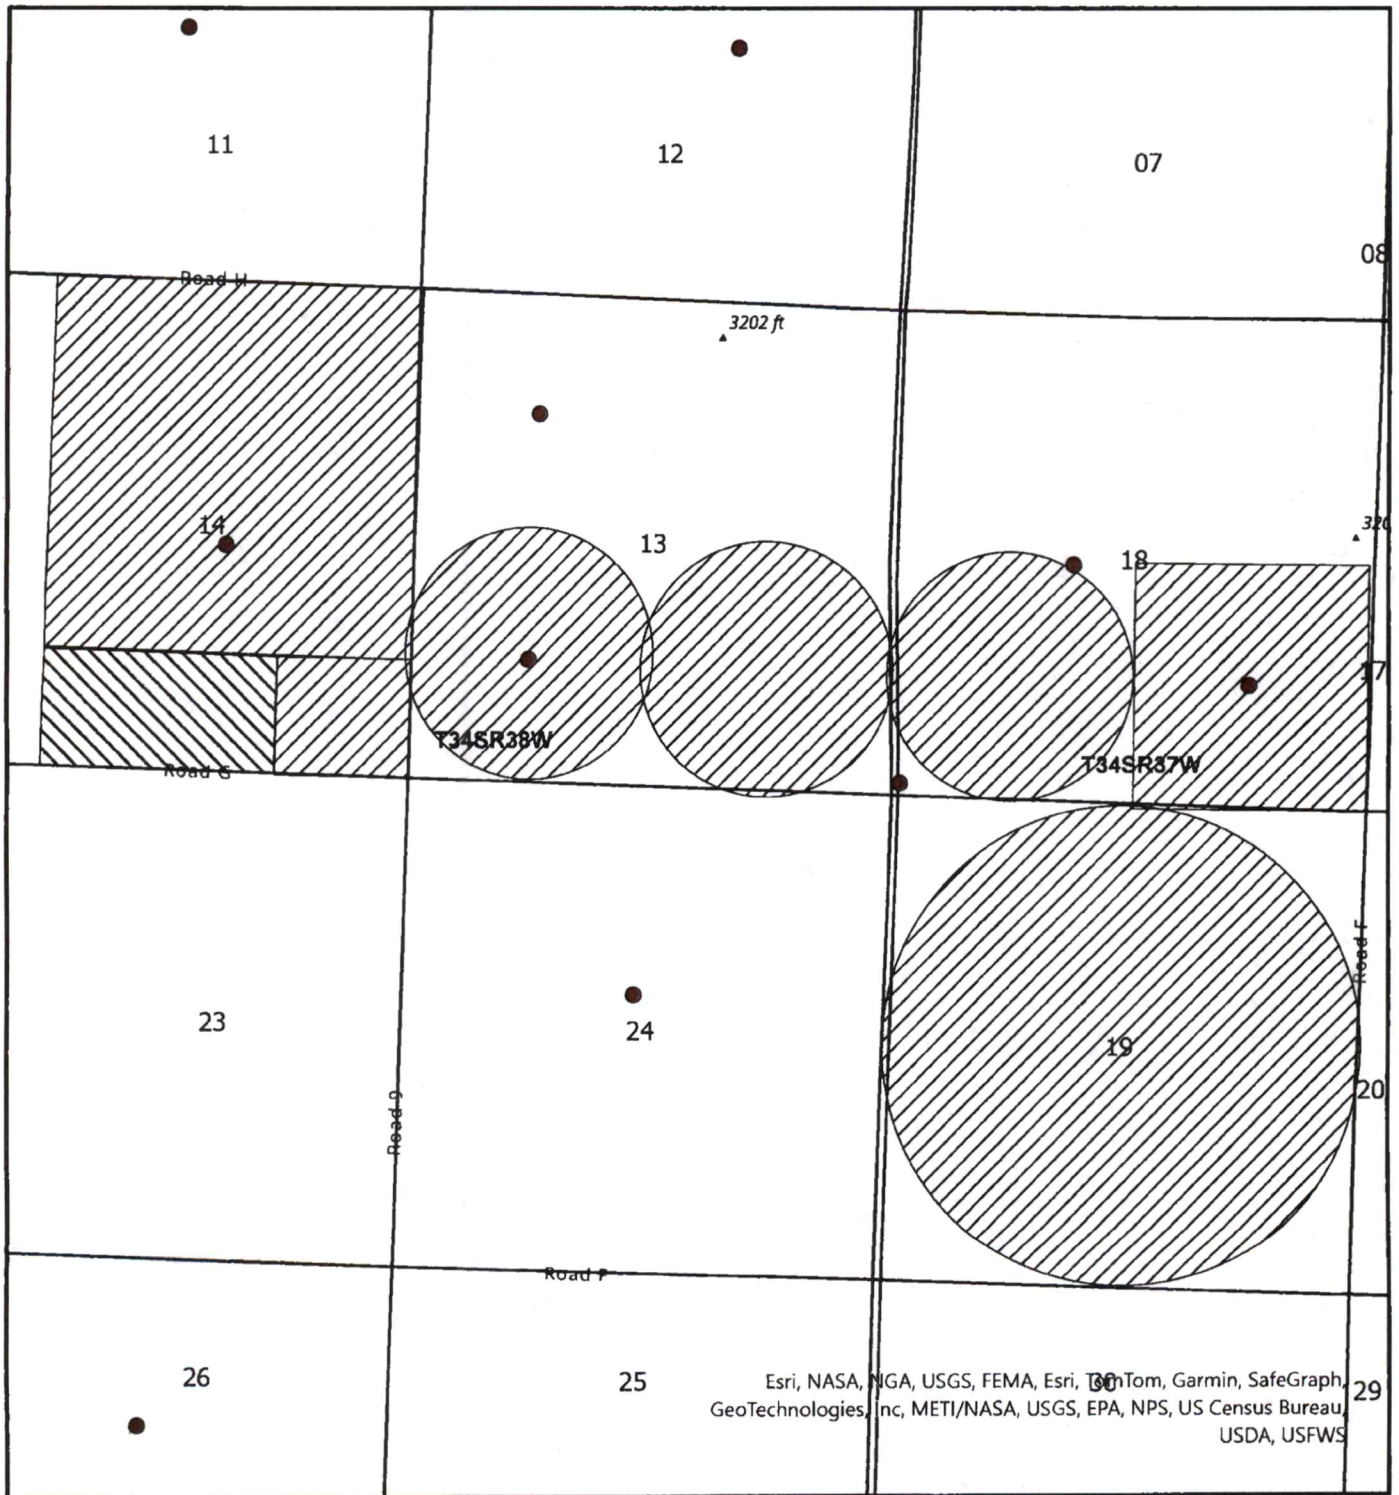 11
12
07
08
Road H
3202 ft
14
13
18
320
17
T34SR38W
T34SR37W
Road G
23
24
19
20
Road F
Road 9
Road F
26
25
30
29
Esri, NASA, NGA, USGS, FEMA, Esri, TomTom, Garmin, SafeGraph,
GeoTechnologies, Inc, METI/NASA, USGS, EPA, NPS, US Census Bureau,
USDA, USFWS